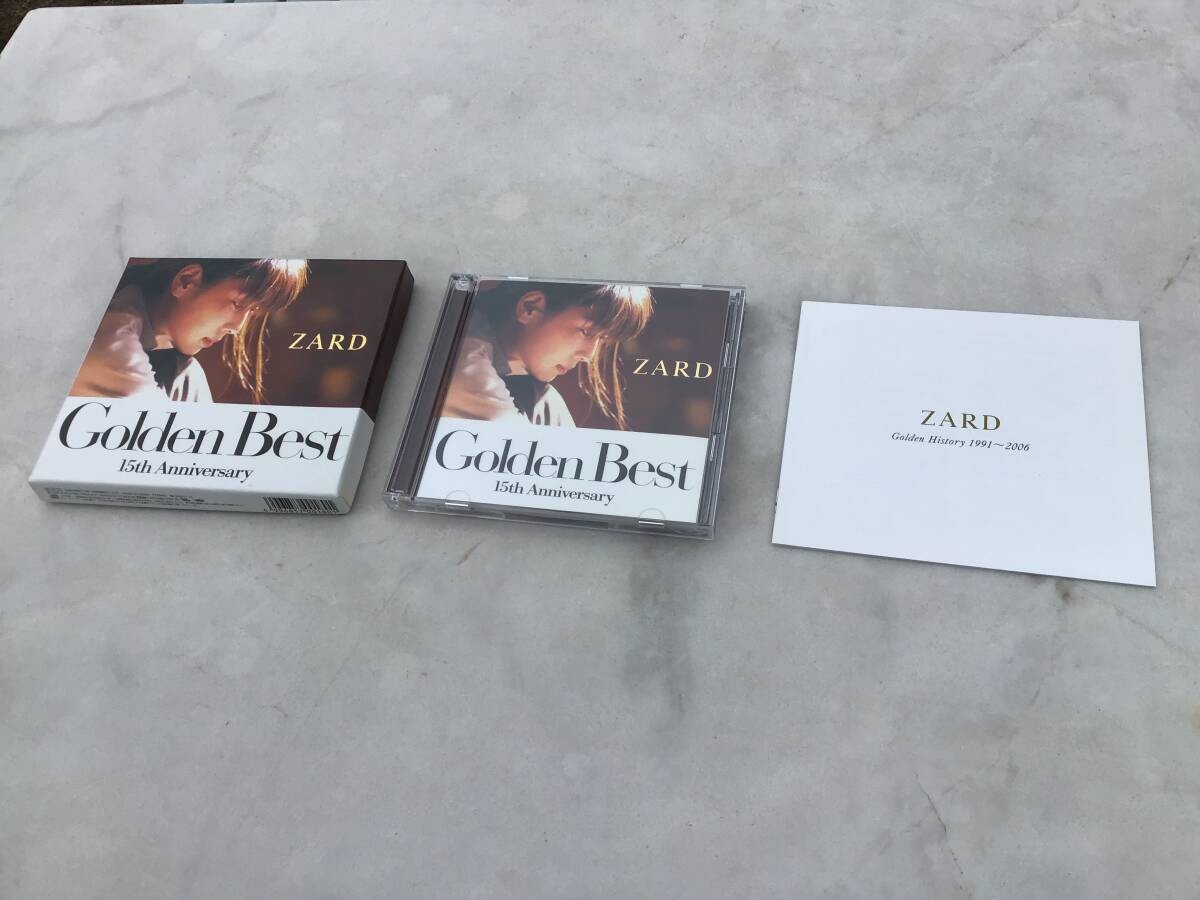 ZARD
Golden Best
15th Anniversary
ZARD
Golden Best
15th Anniversary
ZARD
Golden History 1991～2006